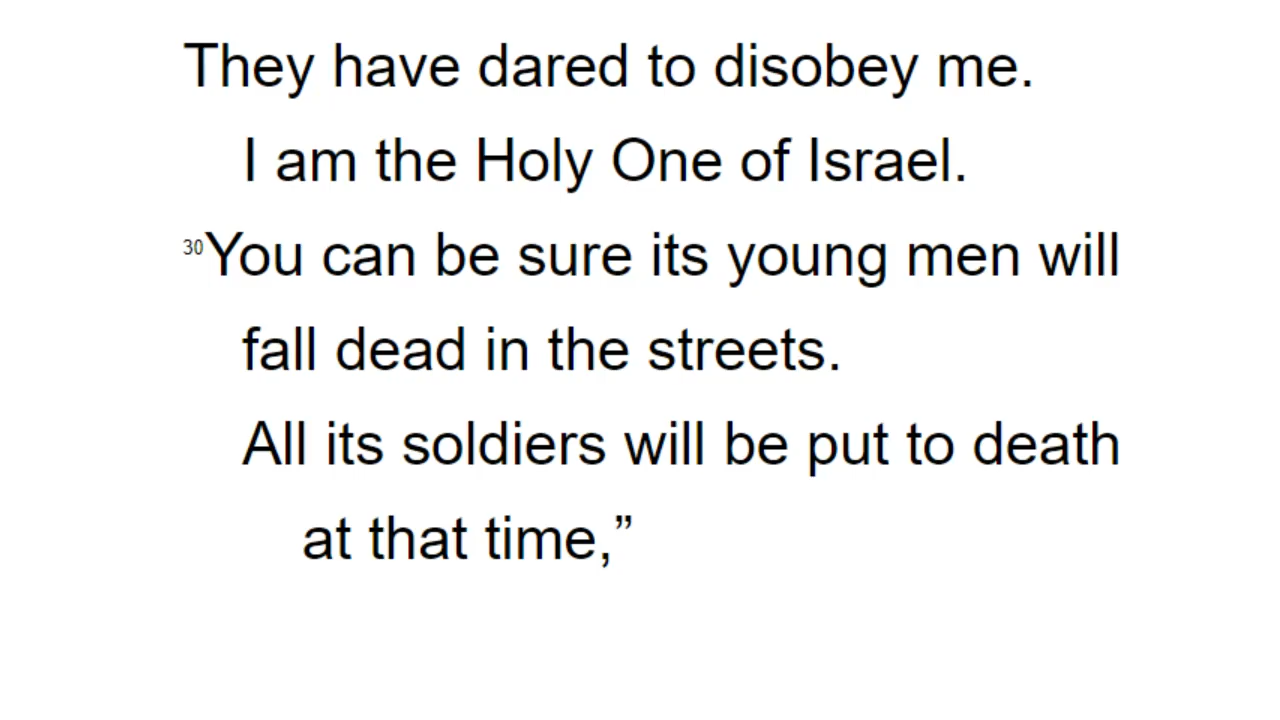 They have dared to disobey me.
I am the Holy One of Israel.
30You can be sure its young men will
fall dead in the streets.
All its soldiers will be put to death
at that time,”